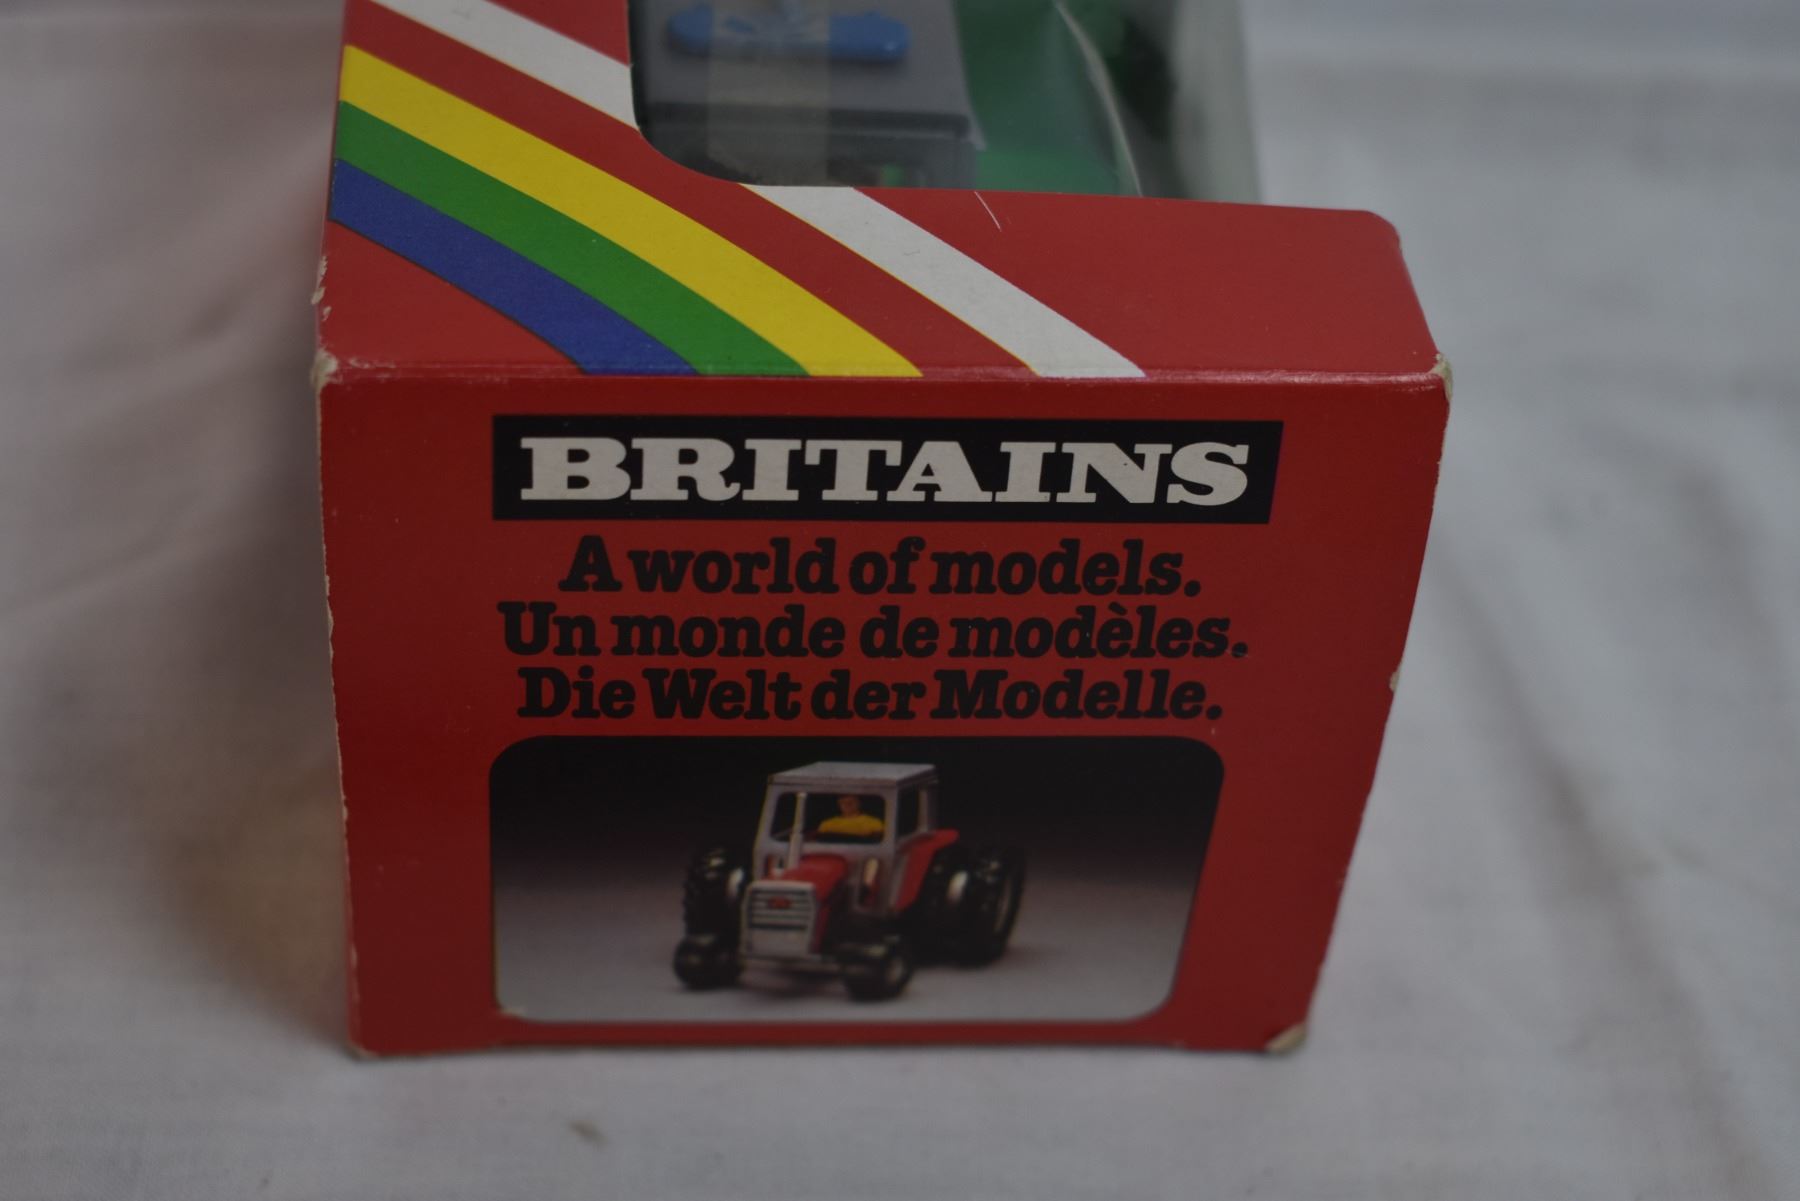 BRITAINS
A world of models.
Un monde de modèles.
Die Welt der Modelle.